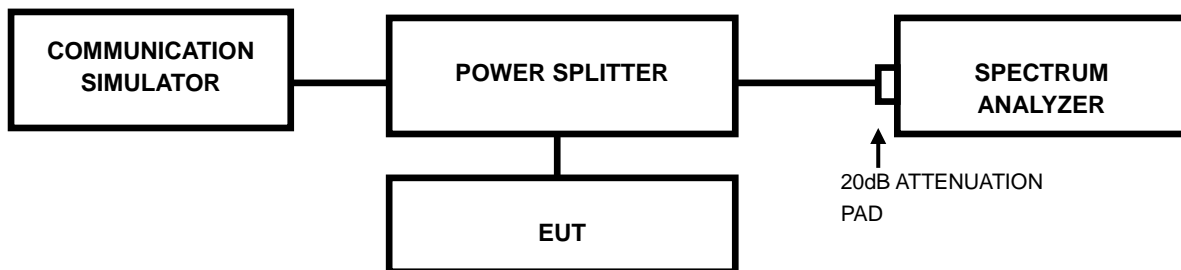 COMMUNICATION
SIMULATOR
POWER SPLITTER
SPECTRUM
ANALYZER
20dB ATTENUATION
PAD
EUT